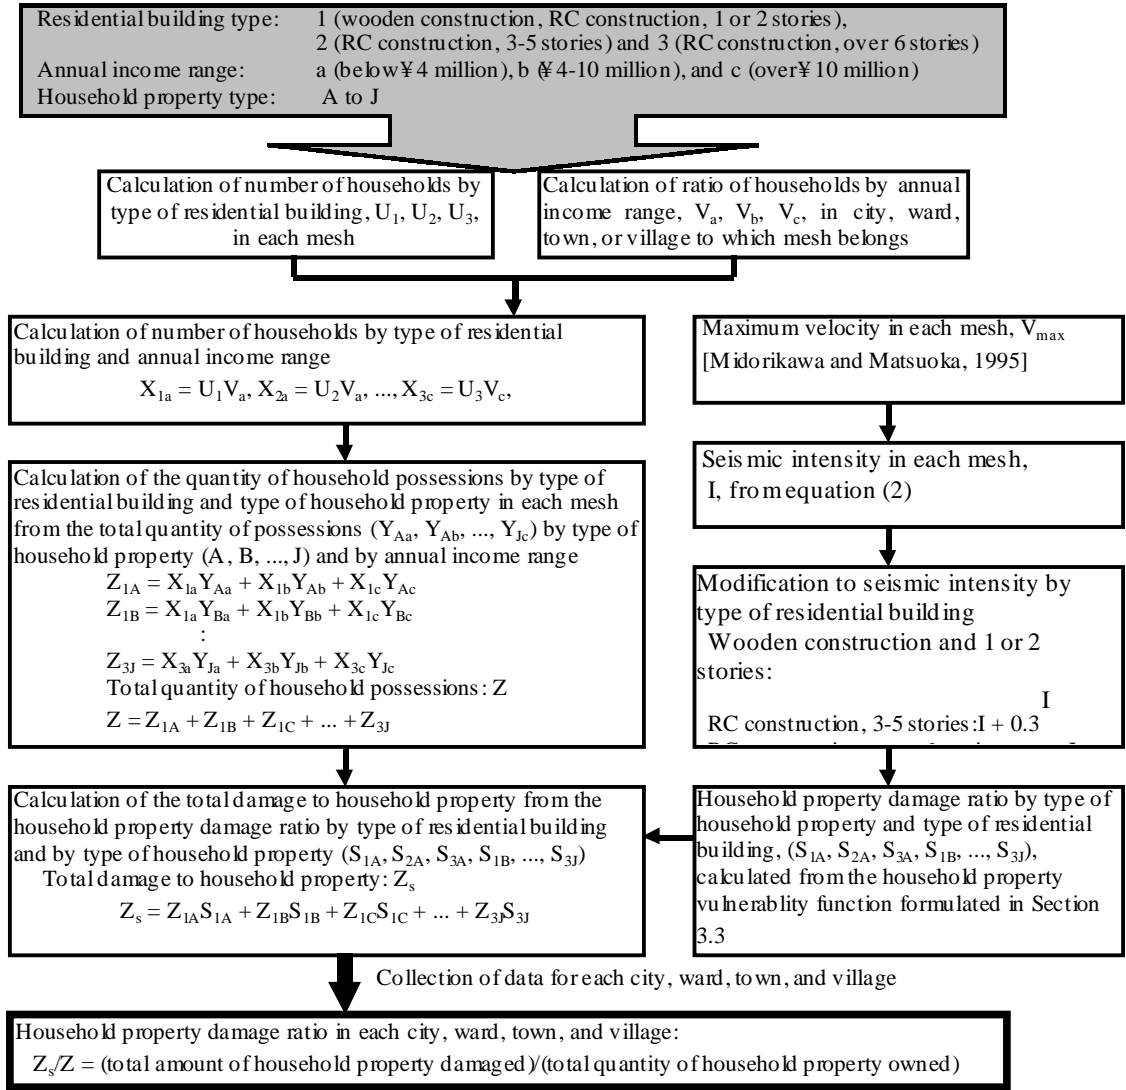 Residential building type: 1 (wooden construction, RC construction, 1 or 2 stories),
2 (RC construction, 3-5 stories) and 3 (RC construction, over 6 stories)
Annual income range: a (below¥4 million), b (¥4-10 million), and c (over¥10 million)
Household property type: A to J
Calculation of number of households by
type of residential building, U1, U2, U3,
in each mesh
Calculation of ratio of households by annual
income range, Va, Vb, Vc, in city, ward,
town, or village to which mesh belongs
Calculation of number of households by type of residential
building and annual income range
X1a = U1Va, X2a = U2Va, ..., X3c = U3Vc,
Maximum velocity in each mesh, Vmax
[Midorikawa and Matsuoka, 1995]
Seismic intensity in each mesh,
I, from equation (2)
Calculation of the quantity of household possessions by type of
residential building and type of household property in each mesh
from the total quantity of possessions (YAa, YAb, ..., YJc) by type of
household property (A, B, ..., J) and by annual income range
Z1A = X1aYAa + X1bYAb + X1cYAc
Z1B = X1aYBa + X1bYBb + X1cYBc
:
Z3J = X3aYJa + X3bYJb + X3cYJc
Total quantity of household possessions: Z
Z = Z1A + Z1B + Z1C + ... + Z3J
Modification to seismic intensity by
type of residential building
Wooden construction and 1 or 2
stories:
I
RC construction, 3-5 stories:I + 0.3
Calculation of the total damage to household property from the
household property damage ratio by type of residential building
and by type of household property (S1A, S2A, S3A, S1B, ..., S3J)
Total damage to household property: Zs
Zs = Z1AS1A + Z1BS1B + Z1CS1C + ... + Z3JS3J
Household property damage ratio by type of
household property and type of residential
building, (S1A, S2A, S3A, S1B, ..., S3J),
calculated from the household property
vulnerablity function formulated in Section
3.3
Collection of data for each city, ward, town, and village
Household property damage ratio in each city, ward, town, and village:
Zs/Z = (total amount of household property damaged)/(total quantity of household property owned)